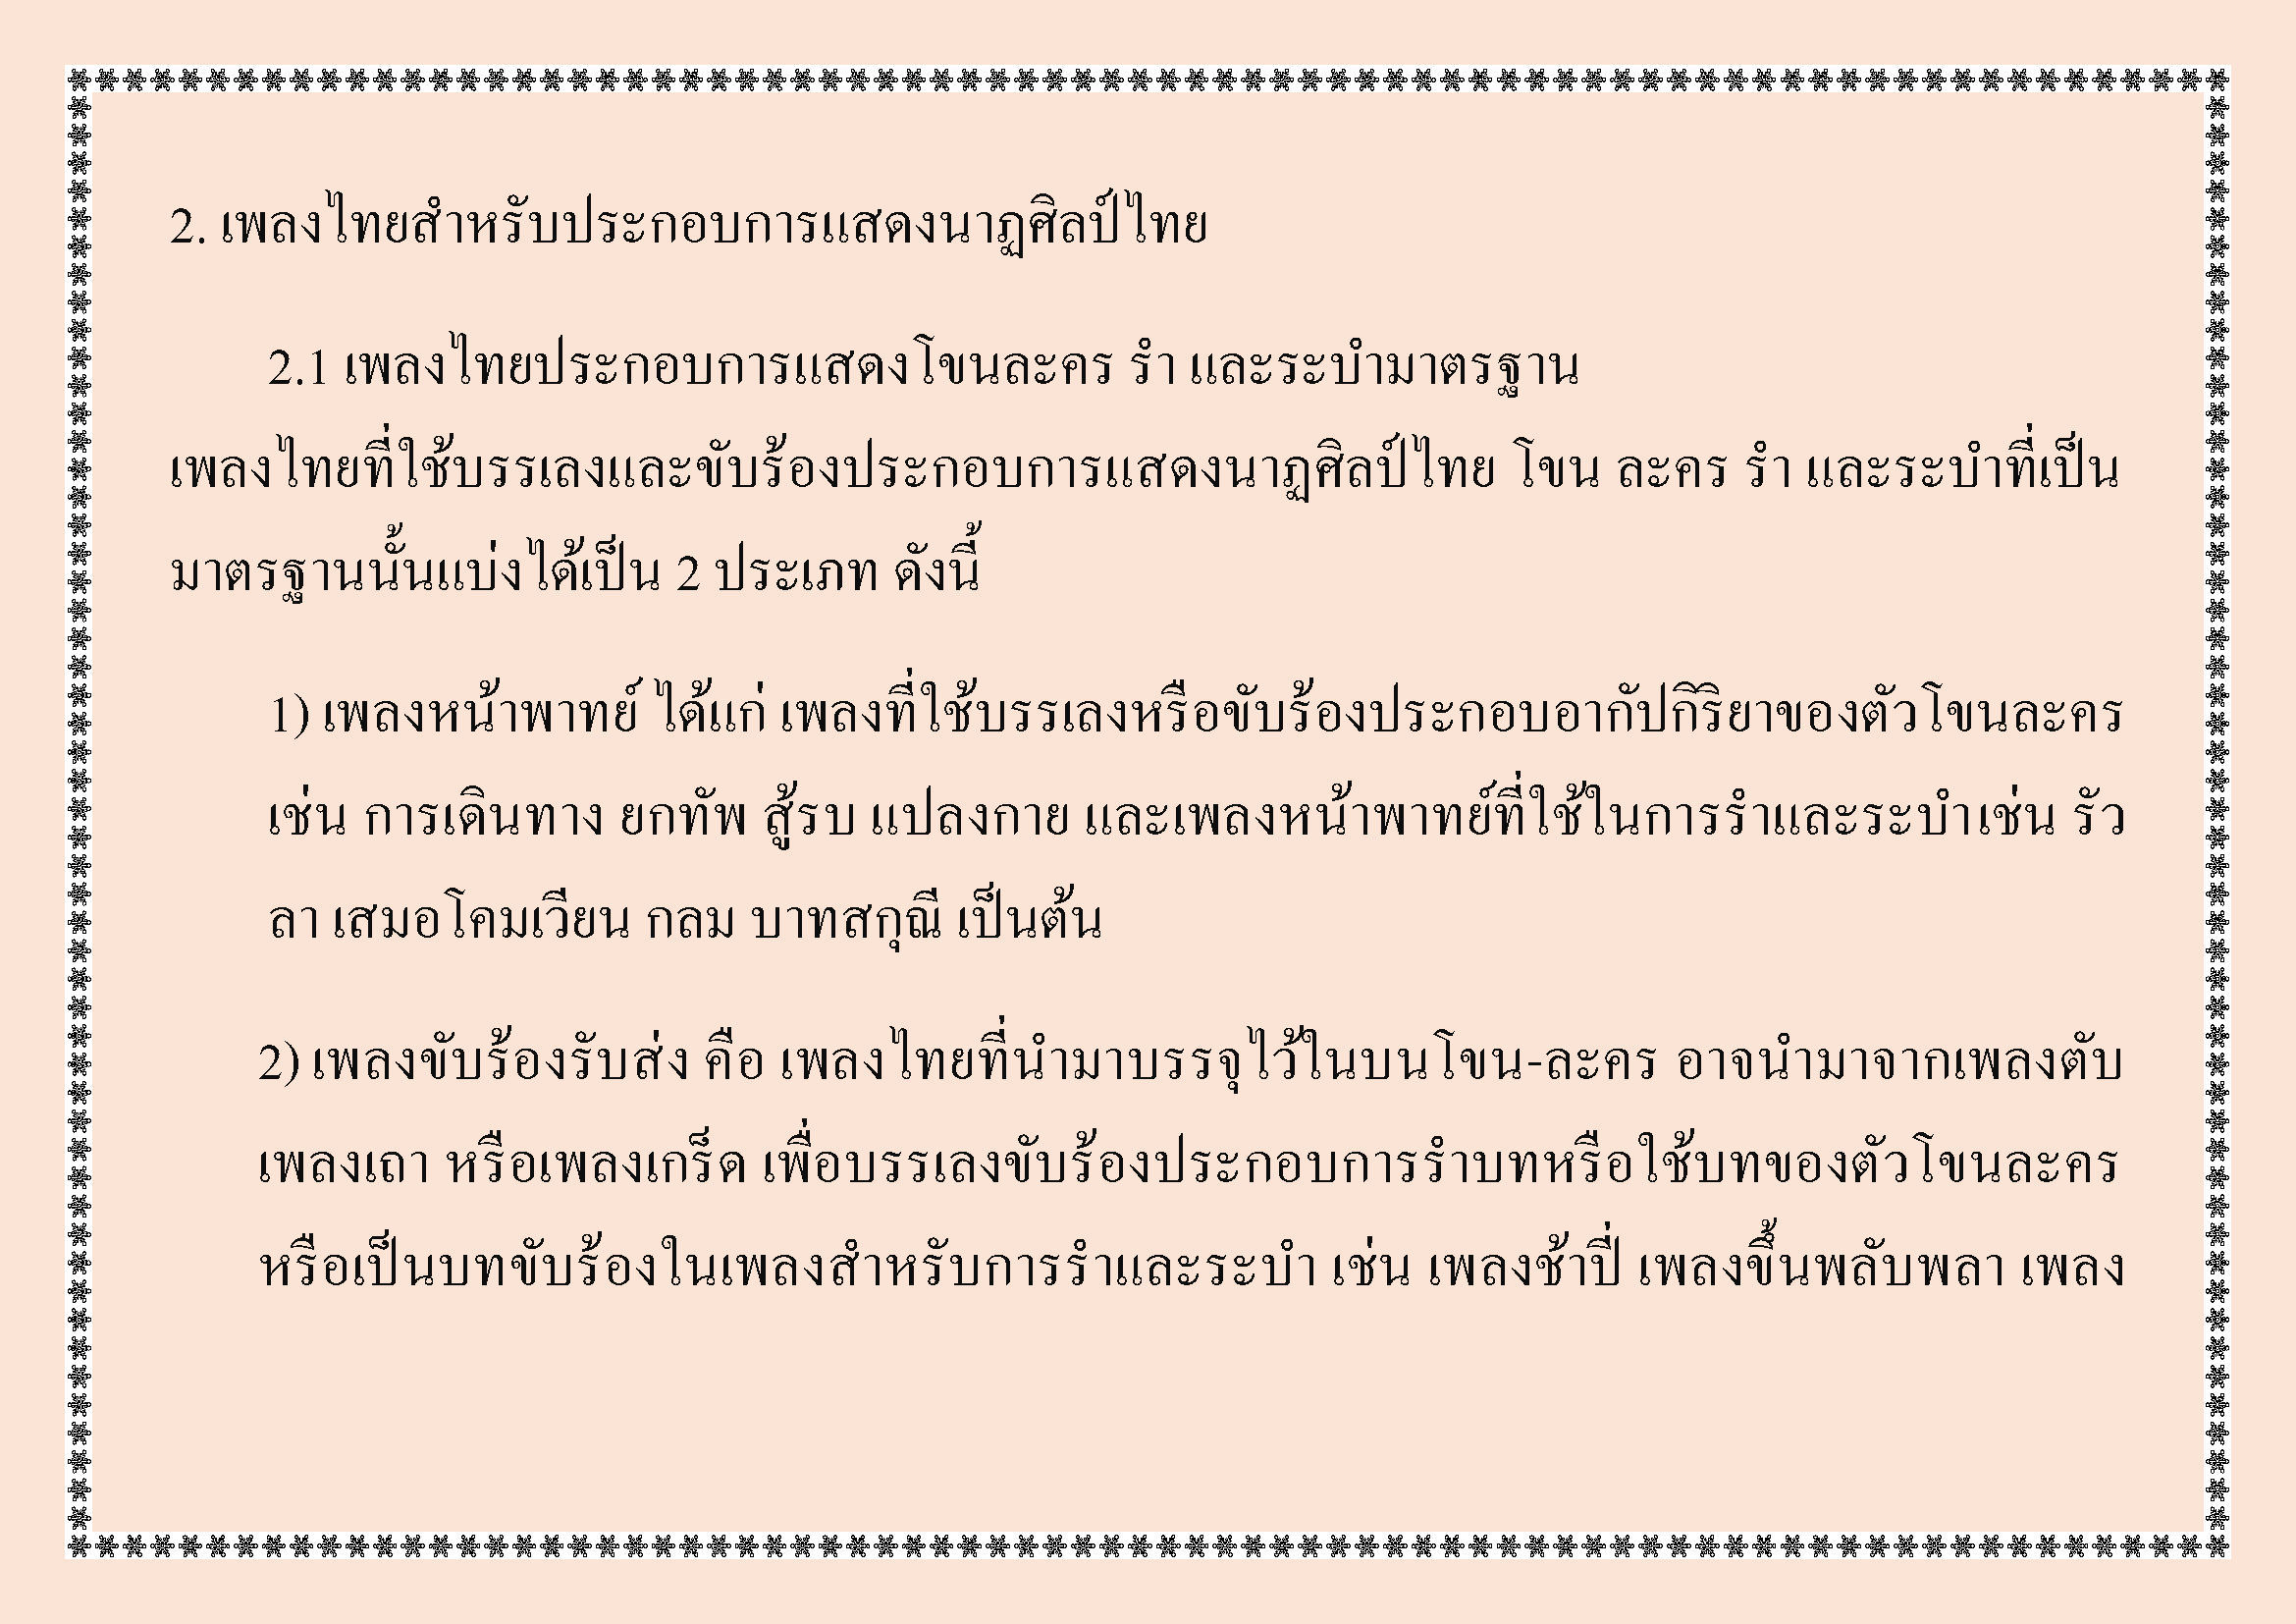 2. เพลงไทยสำหรับประกอบการแสดงนาฏศิลป์ไทย
2.1 เพลงไทยประกอบการแสดงโขนละคร รำ และระบำมาตรฐาน
เพลงไทยที่ใช้บรรเลงและขับร้องประกอบการแสดงนาฏศิลป์ไทย โขน ละคร รำ และระบำที่เป็น
มาตรฐานนั้นแบ่งได้เป็น 2 ประเภท ดังนี้
1) เพลงหน้าพาทย์ ได้แก่ เพลงที่ใช้บรรเลงหรือขับร้องประกอบอากัปกิริยาของตัวโขนละคร
เช่น การเดินทาง ยกทัพ สู้รบ แปลงกาย และเพลงหน้าพาทย์ที่ใช้ในการรำและระบำเช่น รัว
ลา เสมอโคมเวียน กลม บาทสกุณี เป็นต้น
2) เพลงขับร้องรับส่ง คือ เพลงไทยที่นำมาบรรจุไว้ในบนโขน-ละคร อาจนำมาจากเพลงตับ
เพลงเถา หรือเพลงเกร็ด เพื่อบรรเลงขับร้องประกอบการรำบทหรือใช้บทของตัวโขนละคร
หรือเป็นบทขับร้องในเพลงสำหรับการรำและระบำ เช่น เพลงช้าปี่ เพลงขึ้นพลับพลา เพลง